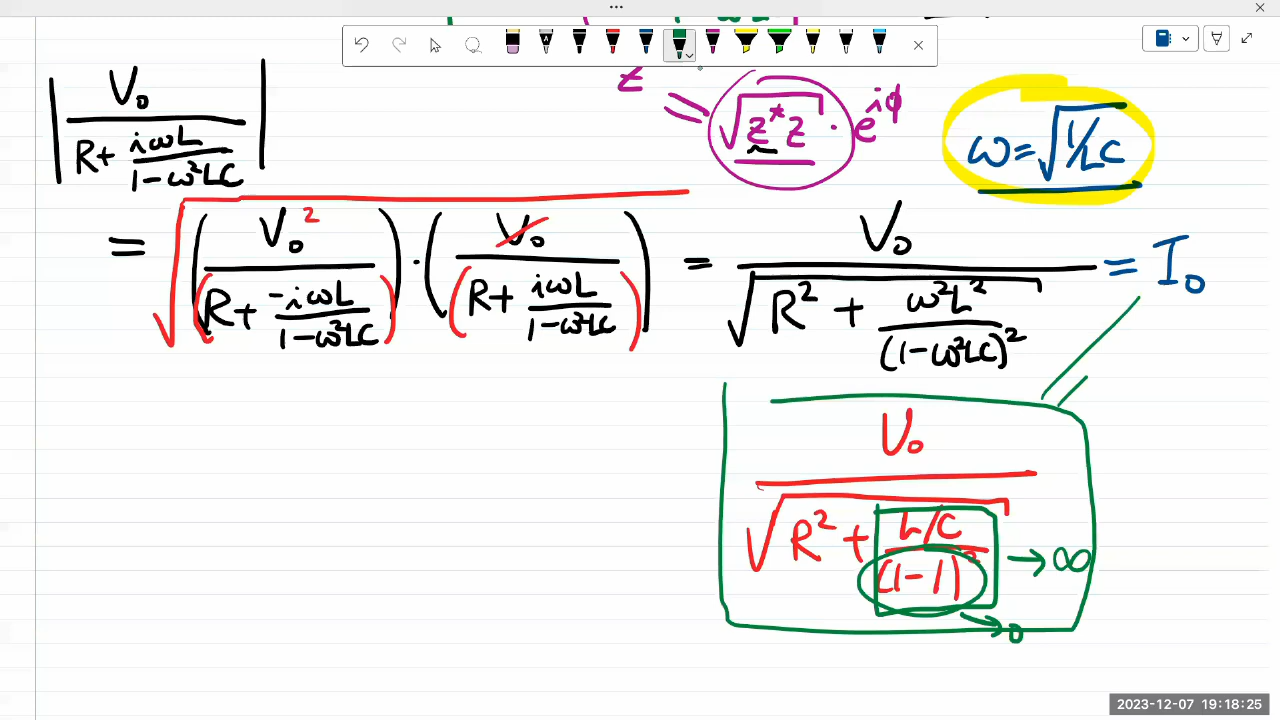 z
= √(z*z) · e^{iϕ}
ω = √(1/LC)
| V₀ / (R + iωL / (1-ω²LC)) |
= √( (V₀² / (R + -iωL / (1-ω²LC))) · (V₀ / (R + iωL / (1-ω²LC))) ) = V₀ / √(R² + ω²L² / (1-ω²LC)²) = I₀
V₀ / √(R² + L/C / (1-1)²) → ∞
→ 0
2023-12-07 19:18:25